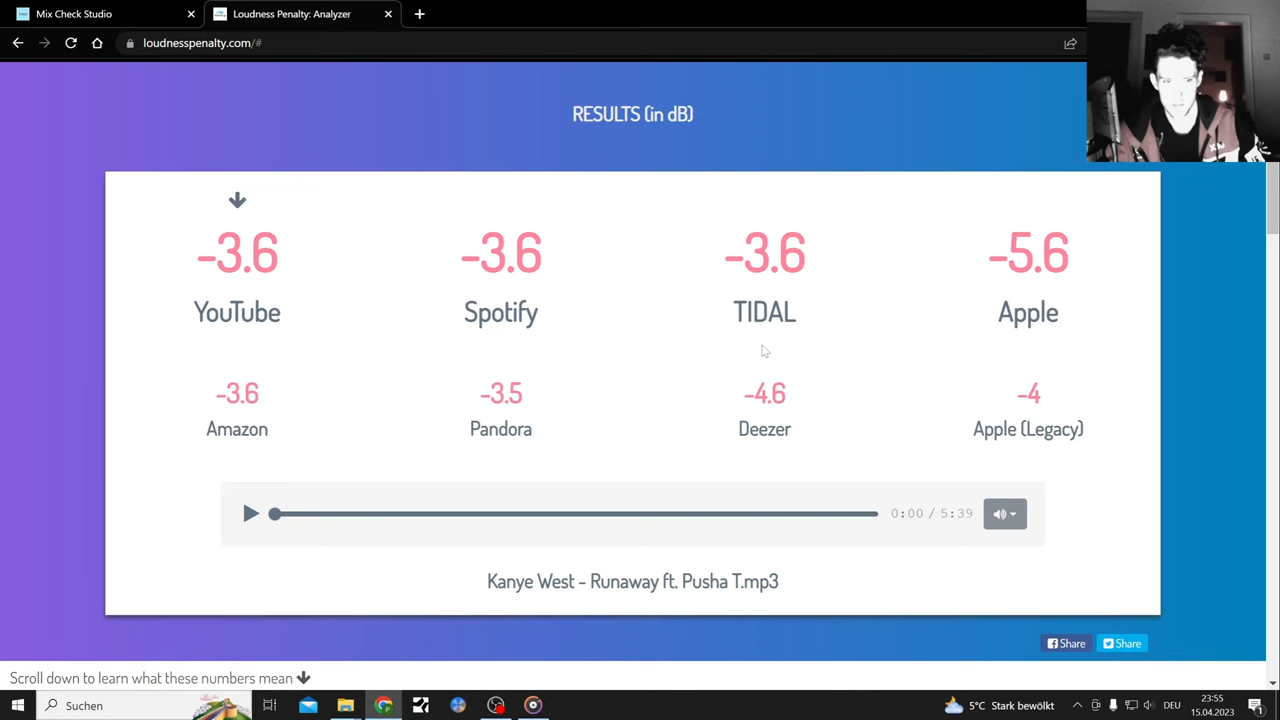 Mix Check Studio
Loudness Penalty: Analyzer
loudnesspenalty.com/#
RESULTS (in dB)
-3.6 -3.6 -3.6 -5.6
YouTube Spotify TIDAL Apple
-3.6 -3.5 -4.6 -4
Amazon Pandora Deezer Apple (Legacy)
0:00 / 5:39
Kanye West - Runaway ft. Pusha T.mp3
Share Share
Scroll down to learn what these numbers mean
Suchen
5°C Stark bewölkt
DEU
23:55
15.04.2023
1